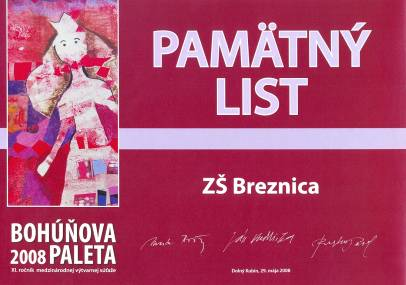 PAMÄTNÝ
LIST
ZŠ Breznica
BOHÚŇOVA
2008 PALETA
XI. ročník medzinárodnej výtvarnej súťaže
Dolný Kubín, 29. mája 2008